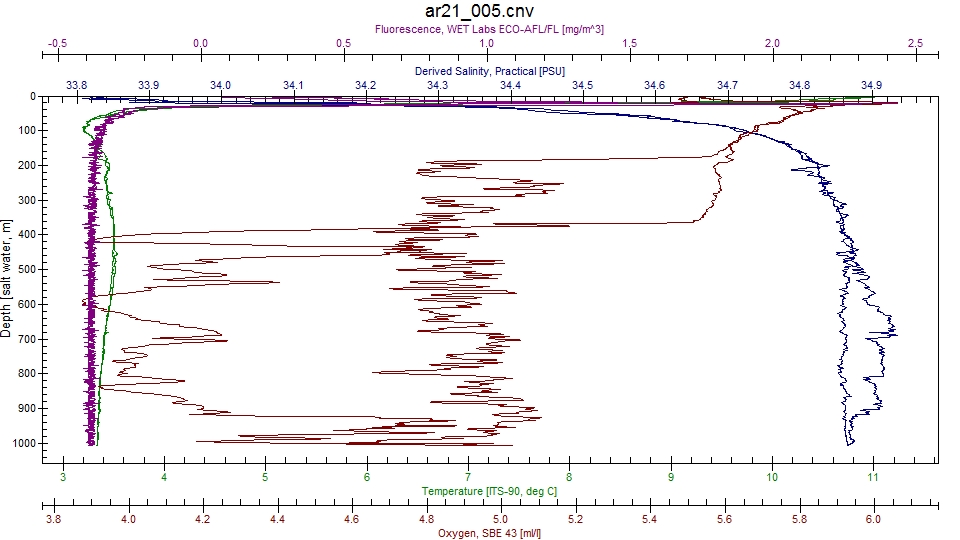 ar21_005.cnv
Fluorescence, WET Labs ECO-AFL/FL [mg/m^3]
-0.5 0.0 0.5 1.0 1.5 2.0 2.5
Derived Salinity, Practical [PSU]
33.8 33.9 34.0 34.1 34.2 34.3 34.4 34.5 34.6 34.7 34.8 34.9
0
100
200
300
400
500
600
700
800
900
1000
Depth [salt water, m]
3 4 5 6 7 8 9 10 11
Temperature [ITS-90, deg C]
3.8 4.0 4.2 4.4 4.6 4.8 5.0 5.2 5.4 5.6 5.8 6.0
Oxygen, SBE 43 [ml/l]